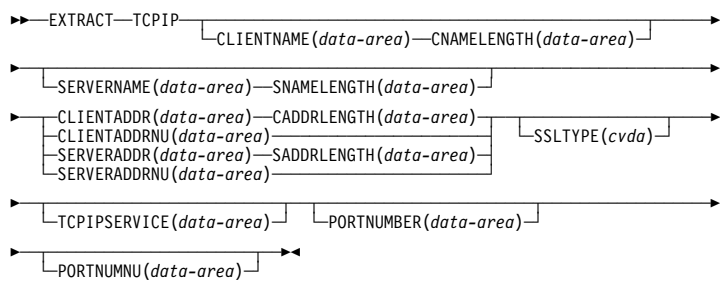 EXTRACT TCPIP
CLIENTNAME(data-area) CNAMELENGTH(data-area)
SERVERNAME(data-area) SNAMELENGTH(data-area)
CLIENTADDR(data-area) CADDRLENGTH(data-area)
CLIENTADDRNU(data-area)
SSLTYPE(cvda)
SERVERADDR(data-area) SADDRLENGTH(data-area)
SERVERADDRNU(data-area)
TCPIPSERVICE(data-area) PORTNUMBER(data-area)
PORTNUMNU(data-area)